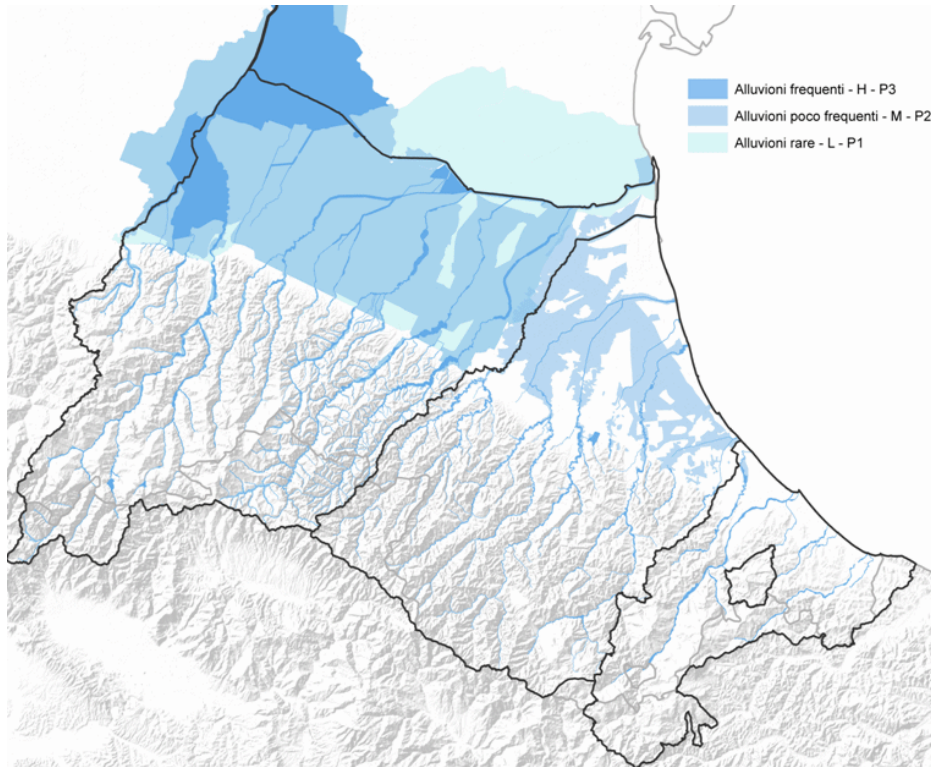 Alluvioni frequenti - H - P3
Alluvioni poco frequenti - M - P2
Alluvioni rare - L - P1